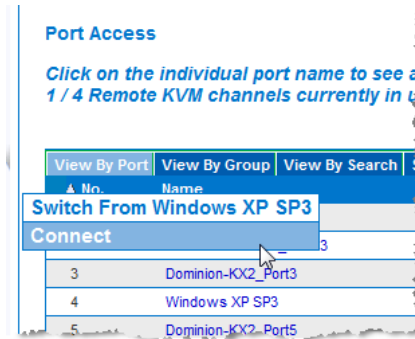 Port Access
Click on the individual port name to see
1 / 4 Remote KVM channels currently in
View By Port View By Group View By Search
No. Name
Switch From Windows XP SP3
Connect
3
3 Dominion-KX2_Port3
4 Windows XP SP3
5 Dominion-KX2_Port5